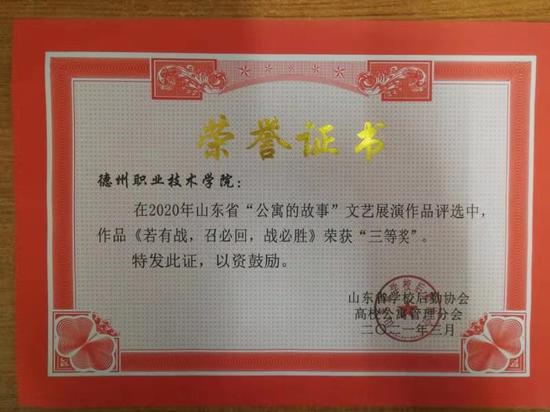 荣誉证书
德州职业技术学院：
在2020年山东省“公寓的故事”文艺展演作品评选中，
作品《若有战，召必回，战必胜》荣获“三等奖”。
特发此证，以资鼓励。
山东省学校后勤协会
高校公寓管理分会
二〇二一年三月